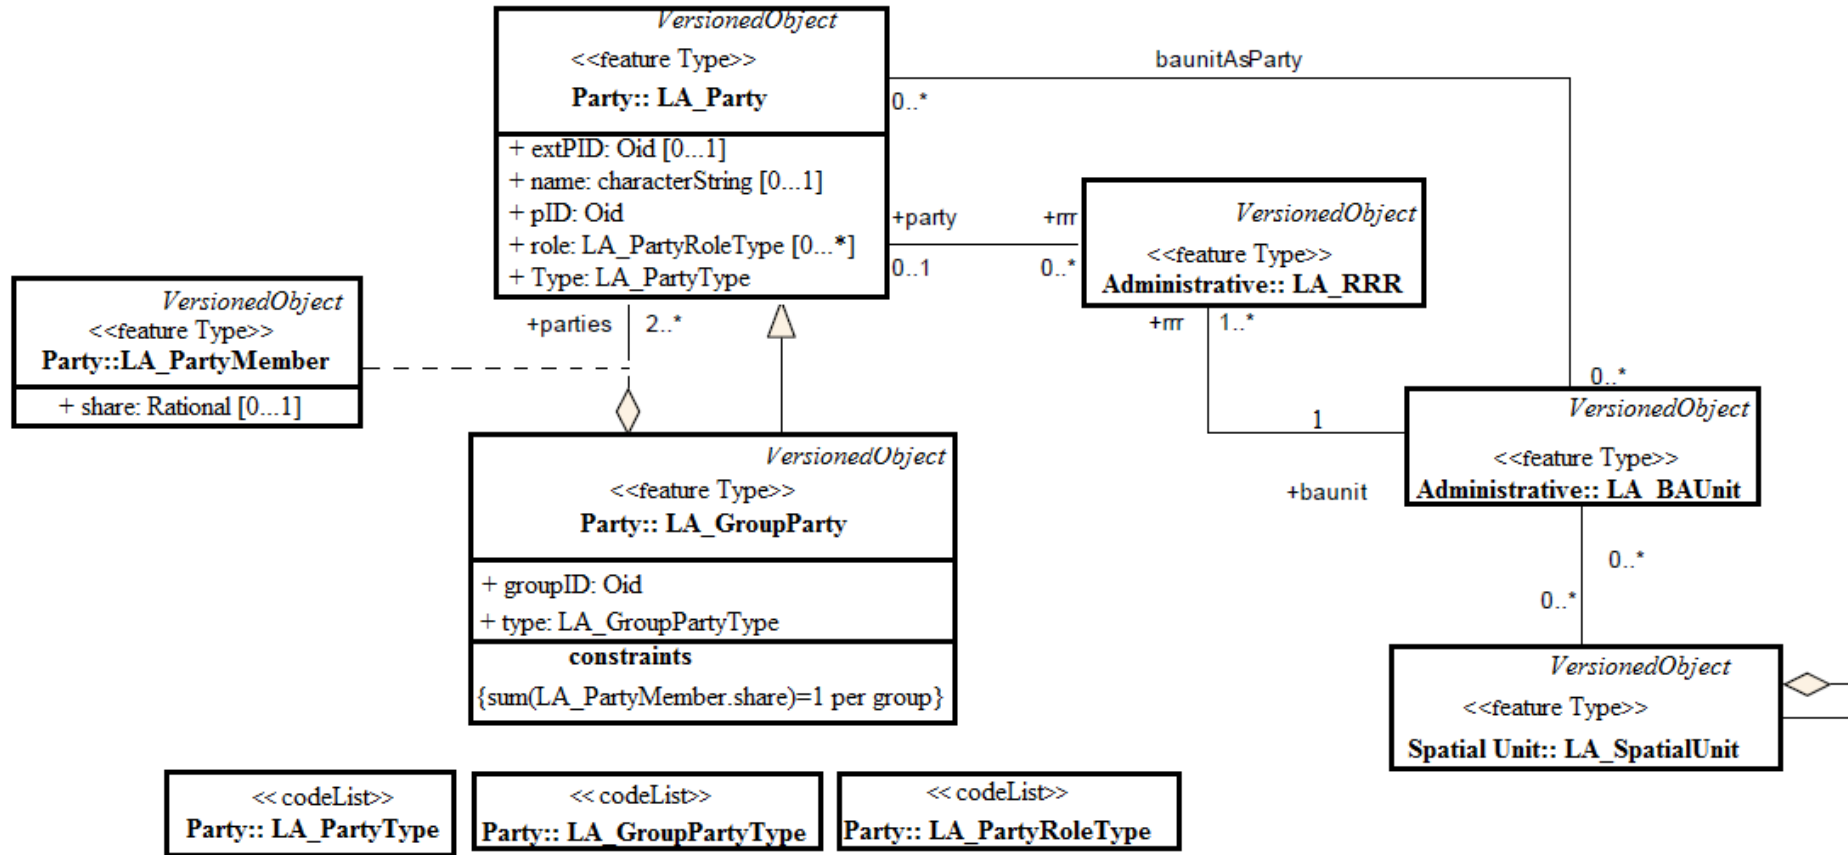 VersionedObject
<<feature Type>>
Party:: LA_Party
+ extPID: Oid [0...1]
+ name: characterString [0...1]
+ pID: Oid
+ role: LA_PartyRoleType [0...*]
+ Type: LA_PartyType
baunitAsParty
0..*
0..*
+party
+rrr
0..1
0..*
VersionedObject
<<feature Type>>
Administrative:: LA_RRR
+rrr
1..*
1
+baunit
VersionedObject
<<feature Type>>
Party::LA_PartyMember
+ share: Rational [0...1]
+parties
2..*
VersionedObject
<<feature Type>>
Administrative:: LA_BAUnit
VersionedObject
<<feature Type>>
Party:: LA_GroupParty
+ groupID: Oid
+ type: LA_GroupPartyType
constraints
{sum(LA_PartyMember.share)=1 per group}
0..*
0..*
VersionedObject
<<feature Type>>
Spatial Unit:: LA_SpatialUnit
<< codeList>>
Party:: LA_PartyType
<< codeList>>
Party:: LA_GroupPartyType
<< codeList>>
Party:: LA_PartyRoleType